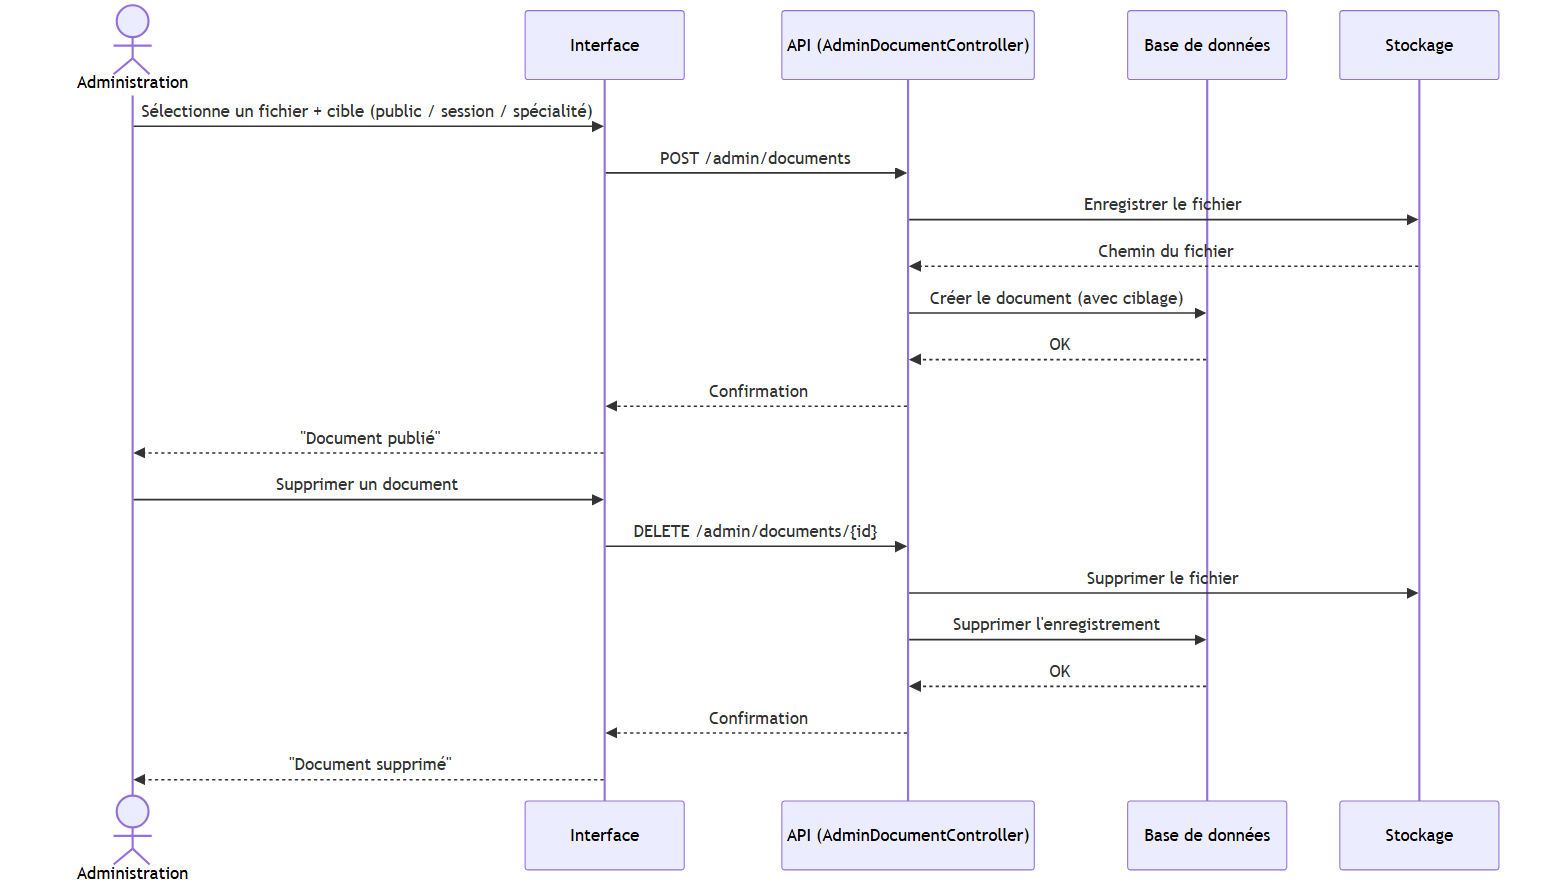 Administration
Interface
API (AdminDocumentController)
Base de données
Stockage
Sélectionne un fichier + cible (public / session / spécialité)
POST /admin/documents
Enregistrer le fichier
Chemin du fichier
Créer le document (avec ciblage)
OK
Confirmation
"Document publié"
Supprimer un document
DELETE /admin/documents/{id}
Supprimer le fichier
Supprimer l'enregistrement
OK
Confirmation
"Document supprimé"
Administration
Interface
API (AdminDocumentController)
Base de données
Stockage